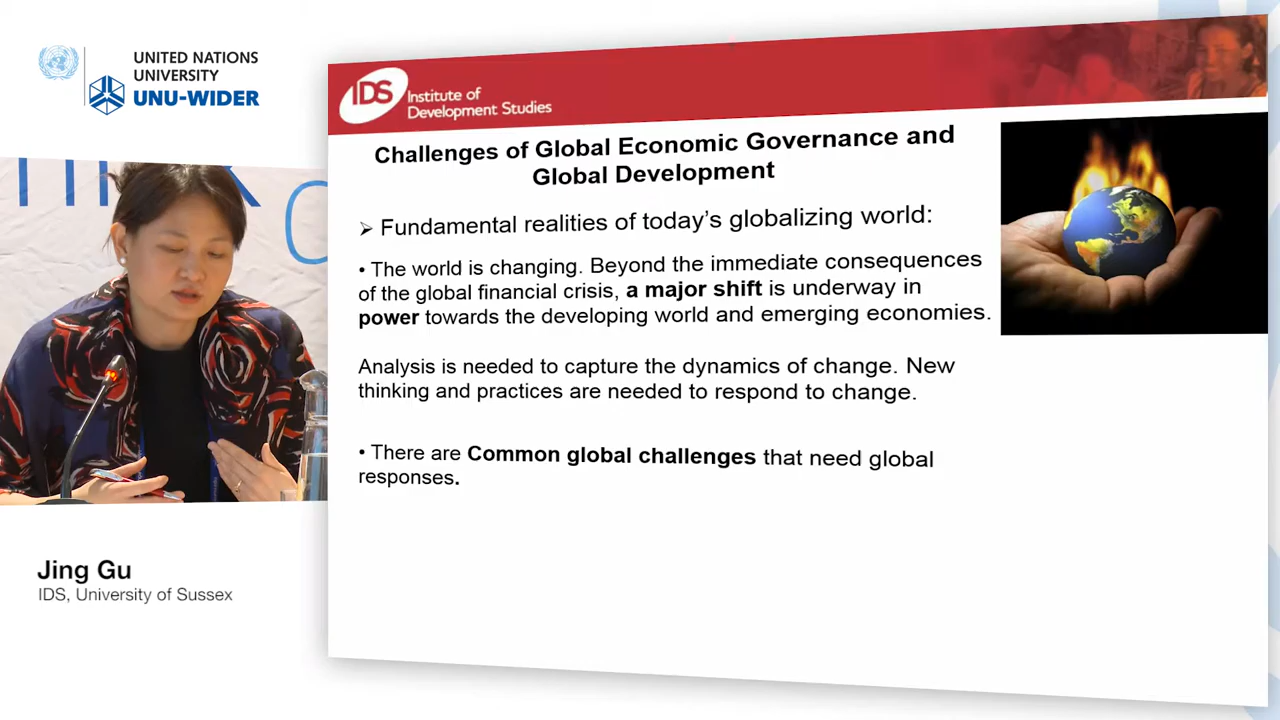 UNITED NATIONS
UNIVERSITY
UNU-WIDER
IDS
Institute of
Development Studies
Challenges of Global Economic Governance and
Global Development
➢ Fundamental realities of today’s globalizing world:
• The world is changing. Beyond the immediate consequences
of the global financial crisis, a major shift is underway in
power towards the developing world and emerging economies.
Analysis is needed to capture the dynamics of change. New
thinking and practices are needed to respond to change.
• There are Common global challenges that need global
responses.
Jing Gu
IDS, University of Sussex